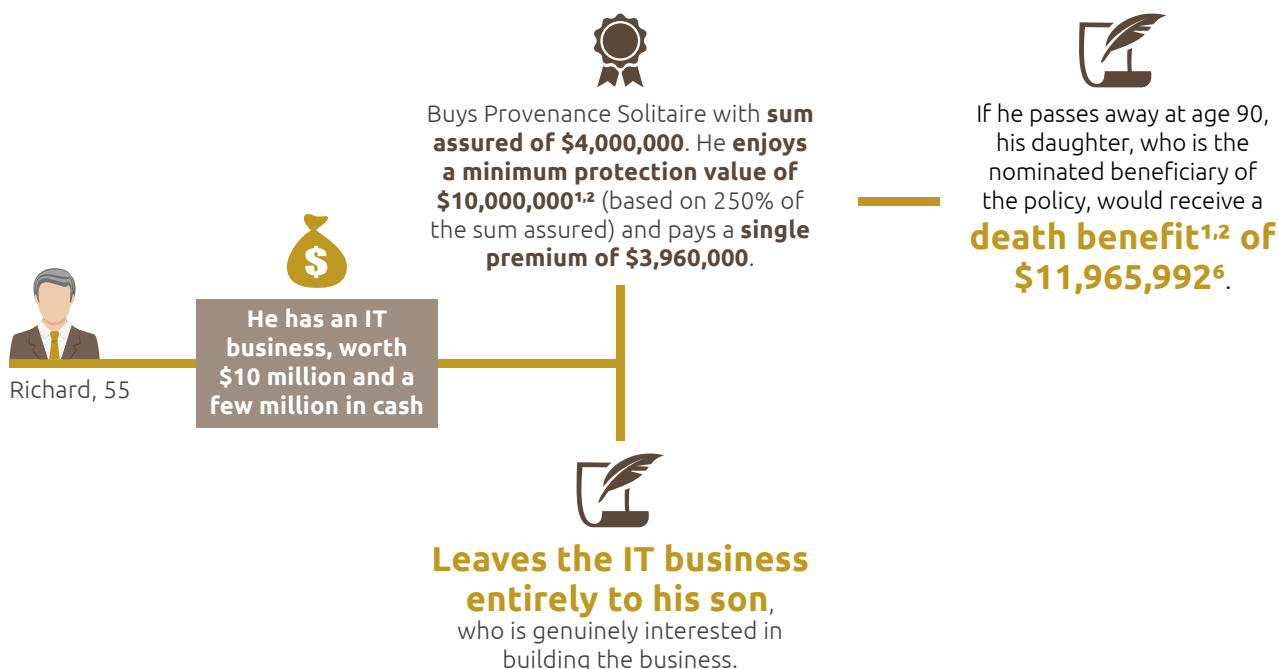 Richard, 55
$
He has an IT
business, worth
$10 million and a
few million in cash
Buys Provenance Solitaire with sum
assured of $4,000,000. He enjoys
a minimum protection value of
$10,000,000¹,² (based on 250% of
the sum assured) and pays a single
premium of $3,960,000.
If he passes away at age 90,
his daughter, who is the
nominated beneficiary of
the policy, would receive a
death benefit¹,² of
$11,965,992⁶.
Leaves the IT business
entirely to his son,
who is genuinely interested in
building the business.